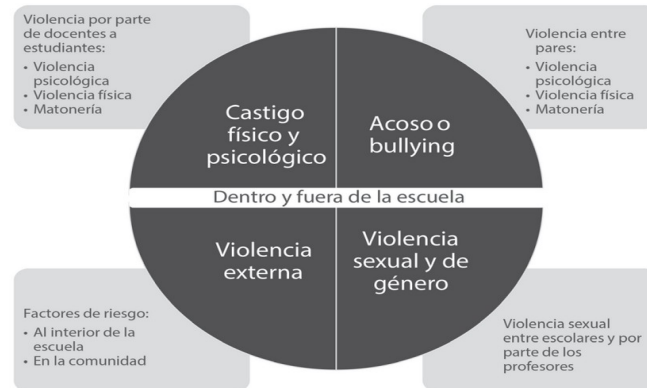 Violencia por parte
de docentes a
estudiantes:
• Violencia
psicológica
• Violencia física
• Matonería
Violencia entre
pares:
• Violencia
psicológica
• Violencia física
• Matonería
Castigo
físico y
psicológico
Acoso o
bullying
Dentro y fuera de la escuela
Violencia
externa
Violencia
sexual y de
género
Factores de riesgo:
• Al interior de la
escuela
• En la comunidad
Violencia sexual
entre escolares y por
parte de los
profesores